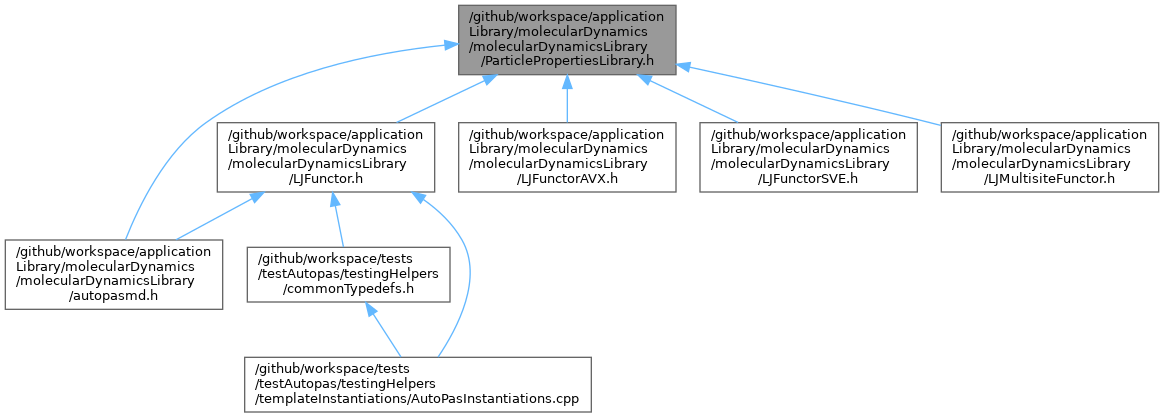 /github/workspace/application
Library/molecularDynamics
/molecularDynamicsLibrary
/ParticlePropertiesLibrary.h
/github/workspace/application
Library/molecularDynamics
/molecularDynamicsLibrary
/LJFunctor.h
/github/workspace/application
Library/molecularDynamics
/molecularDynamicsLibrary
/LJFunctorAVX.h
/github/workspace/application
Library/molecularDynamics
/molecularDynamicsLibrary
/LJFunctorSVE.h
/github/workspace/application
Library/molecularDynamics
/molecularDynamicsLibrary
/LJMultisiteFunctor.h
/github/workspace/application
Library/molecularDynamics
/molecularDynamicsLibrary
/autopasmd.h
/github/workspace/tests
/testAutopas/testingHelpers
/commonTypedefs.h
/github/workspace/tests
/testAutopas/testingHelpers
/templateInstantiations/AutoPasInstantiations.cpp